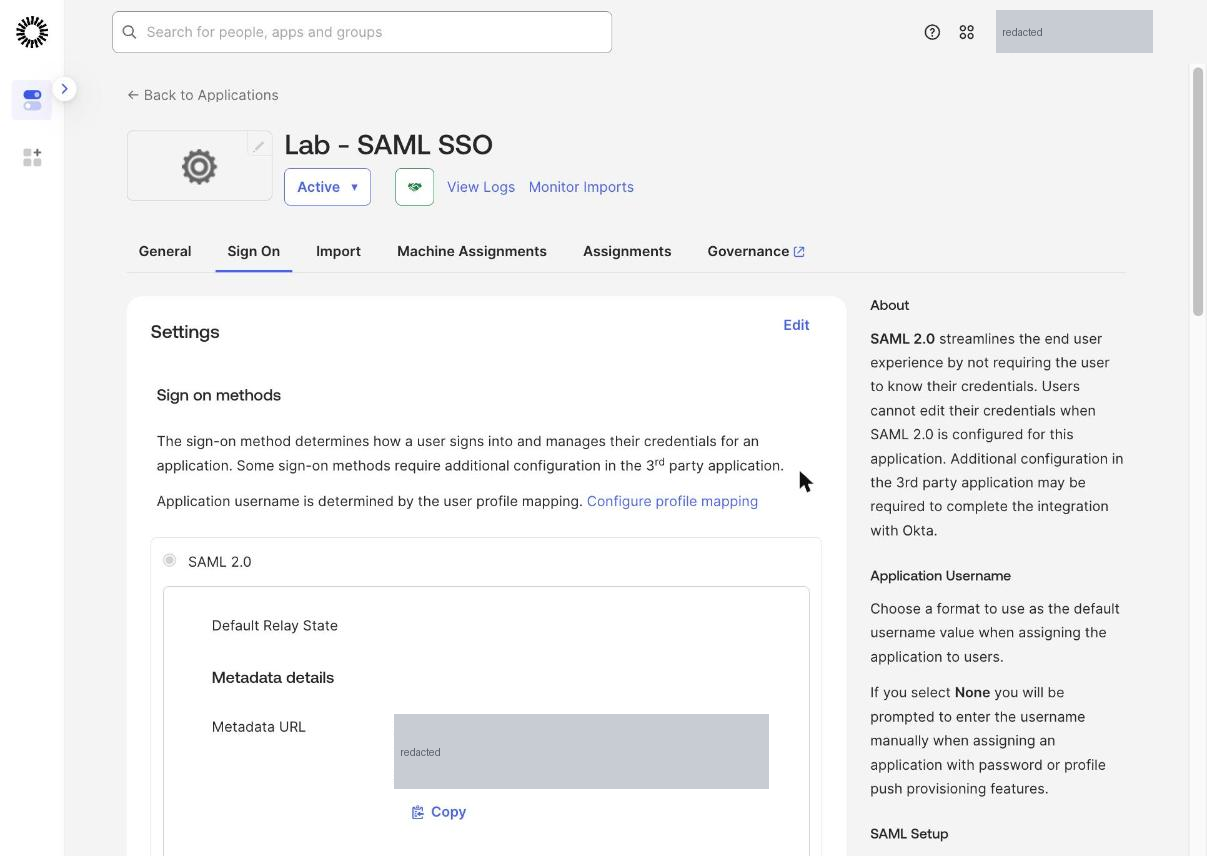 Search for people, apps and groups
redacted
← Back to Applications
Lab - SAML SSO
Active ▼
View Logs
Monitor Imports
General
Sign On
Import
Machine Assignments
Assignments
Governance
Settings
Edit
Sign on methods
The sign-on method determines how a user signs into and manages their credentials for an
application. Some sign-on methods require additional configuration in the 3rd party application.
Application username is determined by the user profile mapping. Configure profile mapping
SAML 2.0
Default Relay State
Metadata details
Metadata URL
redacted
Copy
About
SAML 2.0 streamlines the end user
experience by not requiring the user
to know their credentials. Users
cannot edit their credentials when
SAML 2.0 is configured for this
application. Additional configuration in
the 3rd party application may be
required to complete the integration
with Okta.
Application Username
Choose a format to use as the default
username value when assigning the
application to users.
If you select None you will be
prompted to enter the username
manually when assigning an
application with password or profile
push provisioning features.
SAML Setup